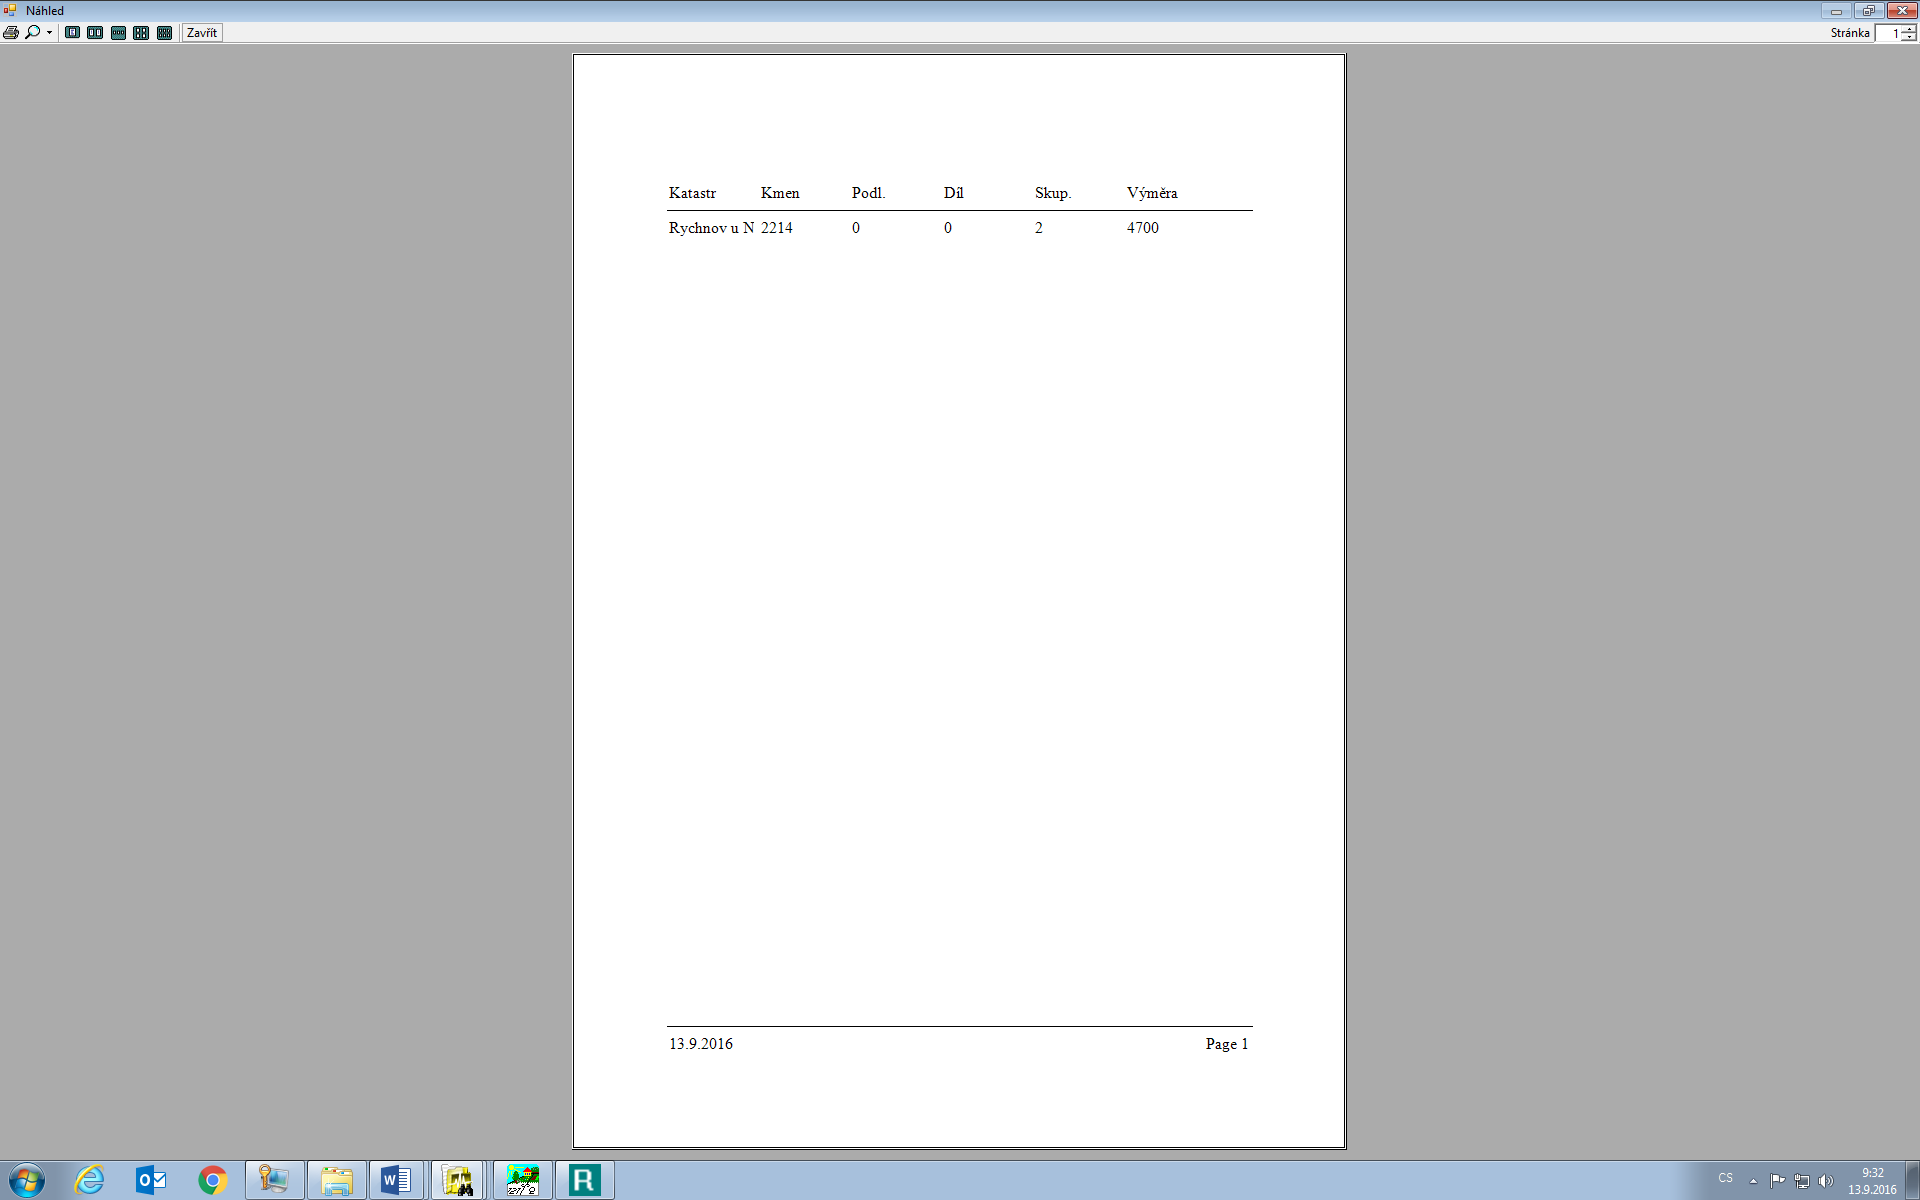 Náhled
Zavřít
Stránka 1
Katastr Kmen Podl. Díl Skup. Výměra
Rychnov u N 2214 0 0 2 4700
13.9.2016 Page 1
CS 9:32
13.9.2016